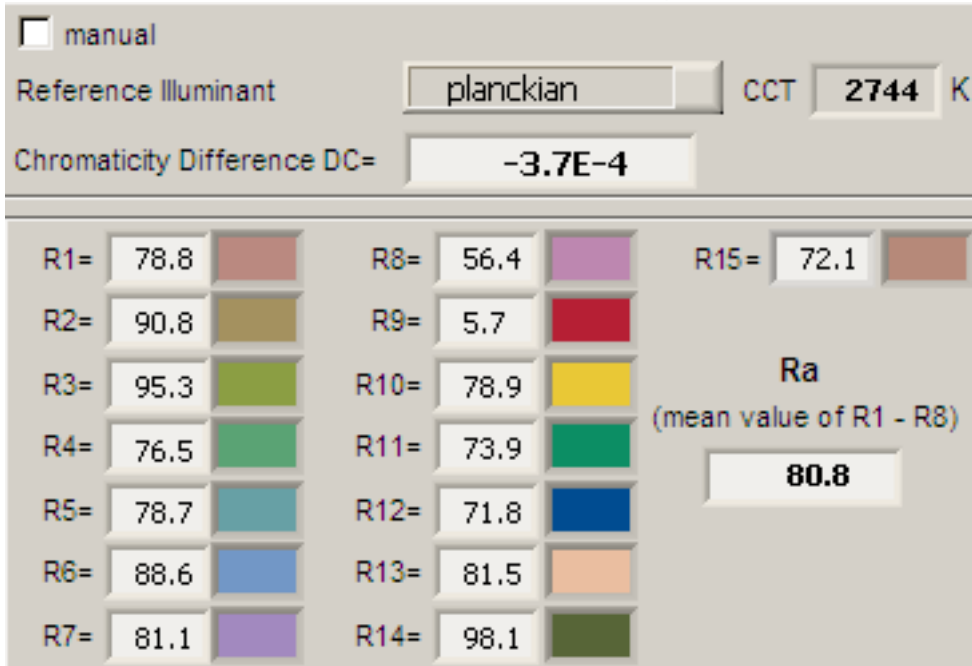 manual
Reference Illuminant planckian CCT 2744 K
Chromaticity Difference DC= -3.7E-4
R1= 78.8 R8= 56.4 R15= 72.1
R2= 90.8 R9= 5.7
R3= 95.3 R10= 78.9 Ra
(mean value of R1 - R8)
R4= 76.5 R11= 73.9
80.8
R5= 78.7 R12= 71.8
R6= 88.6 R13= 81.5
R7= 81.1 R14= 98.1